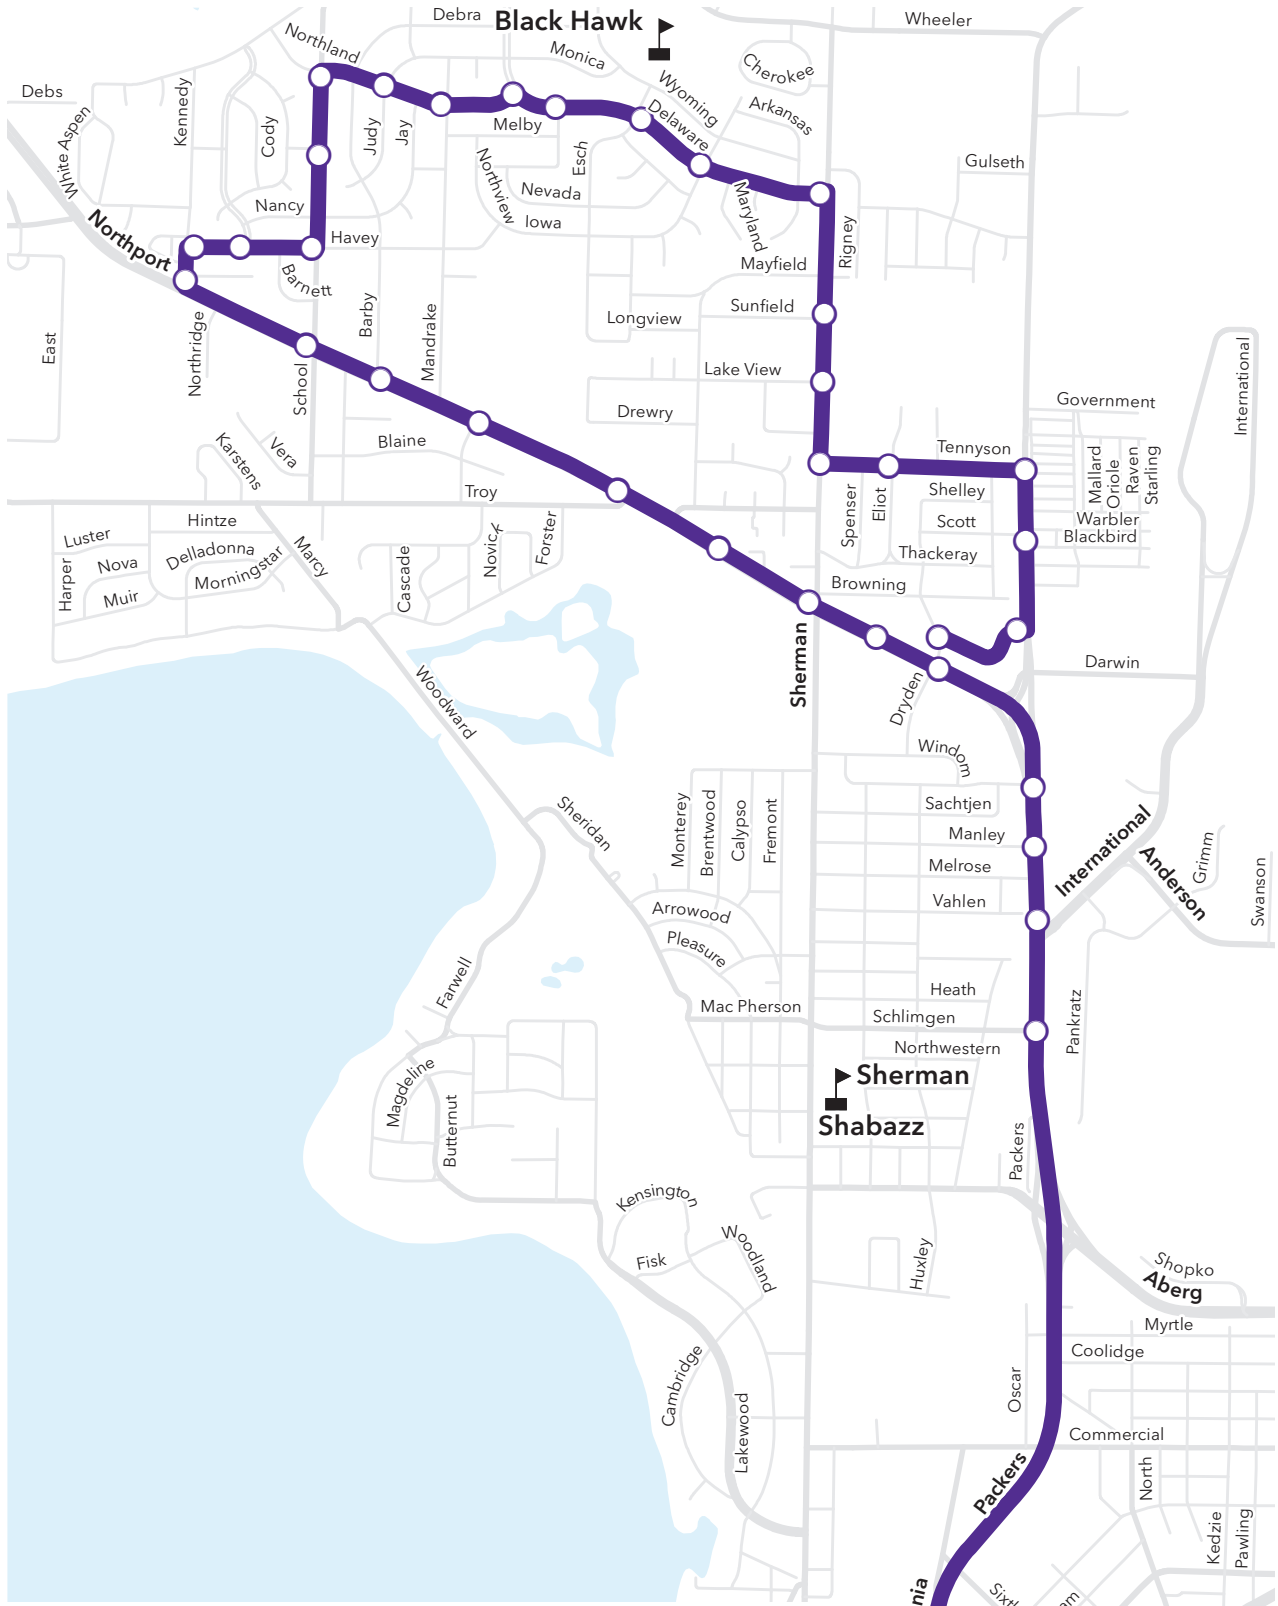 Debra
Black Hawk
Wheeler
Northland
Monica
Cherokee
Wyoming
Debs
Kennedy
White Aspen
Cody
Judy
Jay
Melby
Delaware
Arkansas
Esch
Gulseth
Northview
Nevada
Iowa
Nancy
Maryland
Rigney
Northport
Havey
Barnett
Mayfield
Sunfield
Barby
Mandrake
Longview
East
Northridge
School
Lake View
International
Government
Drewry
Karstens
Vera
Blaine
Tennyson
Mallard
Oriole
Raven
Starling
Troy
Spenser
Eliot
Shelley
Scott
Warbler
Blackbird
Thackeray
Luster
Hintze
Marcy
Novick
Forster
Harper
Nova
Delladonna
Morningstar
Muir
Cascade
Browning
Sherman
Darwin
Dryden
Woodward
Windom
Sheridan
Monterey
Brentwood
Calypso
Fremont
Sachtjen
Manley
International
Anderson
Grimm
Swanson
Melrose
Vahlen
Arrowood
Pleasure
Farwell
Heath
Mac Pherson
Schlimgen
Pankratz
Northwestern
Sherman
Shabazz
Magdeline
Butternut
Packers
Kensington
Woodland
Fisk
Huxley
Shopko
Aberg
Myrtle
Coolidge
Cambridge
Lakewood
Oscar
Commercial
Packers
North
Kedzie
Pawling
nia
Sixth
em